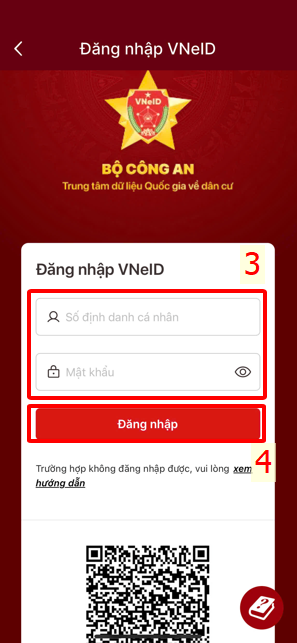 Đăng nhập VNeID
VNeID
BỘ CÔNG AN
Trung tâm dữ liệu Quốc gia về dân cư
Đăng nhập VNeID
3
Số định danh cá nhân
Mật khẩu
Đăng nhập
4
Trường hợp không đăng nhập được, vui lòng xem
hướng dẫn